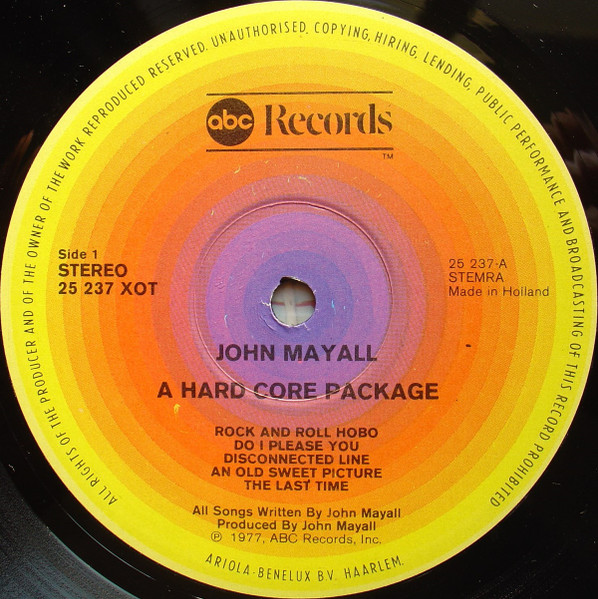 ALL RIGHTS OF THE PRODUCER AND OF THE OWNER OF THE WORK REPRODUCED RESERVED. UNAUTHORISED, COPYING, HIRING, LENDING, PUBLIC PERFORMANCE AND BROADCASTING OF THIS RECORD PROHIBITED
abc Records™
Side 1
STEREO
25 237 XOT
25 237-A
STEMRA
Made in Holland
JOHN MAYALL
A HARD CORE PACKAGE
ROCK AND ROLL HOBO
DO I PLEASE YOU
DISCONNECTED LINE
AN OLD SWEET PICTURE
THE LAST TIME
All Songs Written By John Mayall
Produced By John Mayall
℗ 1977, ABC Records, Inc.
ARIOLA-BENELUX B.V. HAARLEM.